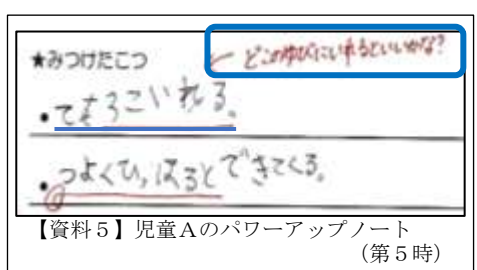 ★みつけたこつ
どこのゆびにいれるといいかな?
・てをうごいれる。
・つよくひっぱるとできてくる。
【資料5】児童Aのパワーアップノート
(第5時)